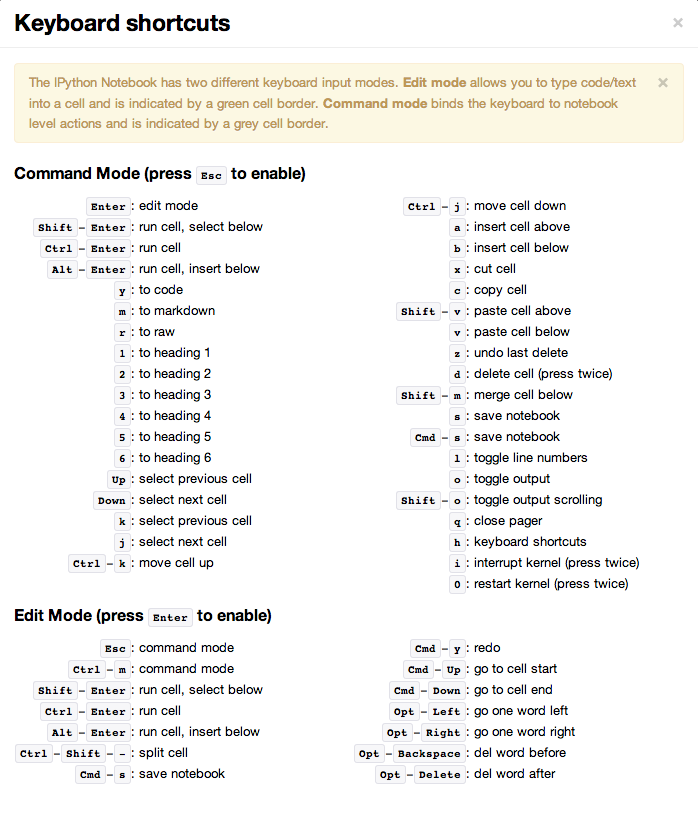 Keyboard shortcuts ×
The IPython Notebook has two different keyboard input modes. Edit mode allows you to type code/text ×
into a cell and is indicated by a green cell border. Command mode binds the keyboard to notebook
level actions and is indicated by a grey cell border.
Command Mode (press Esc to enable)
Enter : edit mode
Shift – Enter : run cell, select below
Ctrl – Enter : run cell
Alt – Enter : run cell, insert below
y : to code
m : to markdown
r : to raw
1 : to heading 1
2 : to heading 2
3 : to heading 3
4 : to heading 4
5 : to heading 5
6 : to heading 6
Up : select previous cell
Down : select next cell
k : select previous cell
j : select next cell
Ctrl – k : move cell up
Ctrl – j : move cell down
a : insert cell above
b : insert cell below
x : cut cell
c : copy cell
Shift – v : paste cell above
v : paste cell below
z : undo last delete
d : delete cell (press twice)
Shift – m : merge cell below
s : save notebook
Cmd – s : save notebook
l : toggle line numbers
o : toggle output
Shift – o : toggle output scrolling
q : close pager
h : keyboard shortcuts
i : interrupt kernel (press twice)
0 : restart kernel (press twice)
Edit Mode (press Enter to enable)
Esc : command mode
Ctrl – m : command mode
Shift – Enter : run cell, select below
Ctrl – Enter : run cell
Alt – Enter : run cell, insert below
Ctrl – Shift – - : split cell
Cmd – s : save notebook
Cmd – y : redo
Cmd – Up : go to cell start
Cmd – Down : go to cell end
Opt – Left : go one word left
Opt – Right : go one word right
Opt – Backspace : del word before
Opt – Delete : del word after